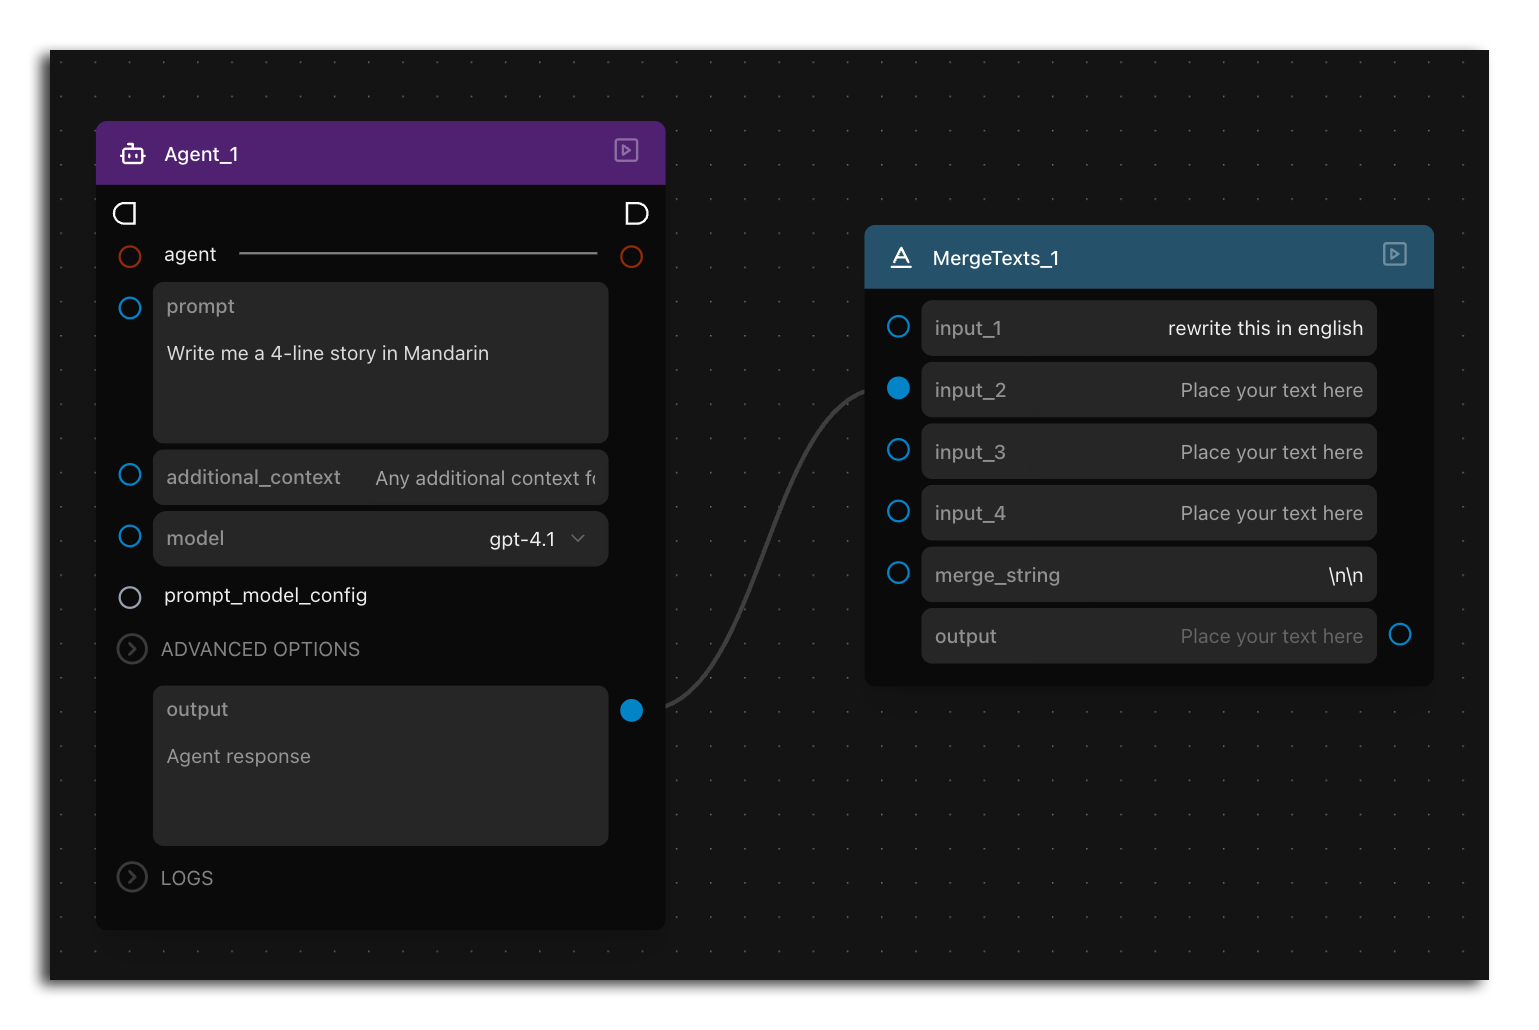 Agent_1
agent
prompt
Write me a 4-line story in Mandarin
additional_context Any additional context fo
model gpt-4.1
prompt_model_config
ADVANCED OPTIONS
output
Agent response
LOGS
MergeTexts_1
input_1 rewrite this in english
input_2 Place your text here
input_3 Place your text here
input_4 Place your text here
merge_string \n\n
output Place your text here